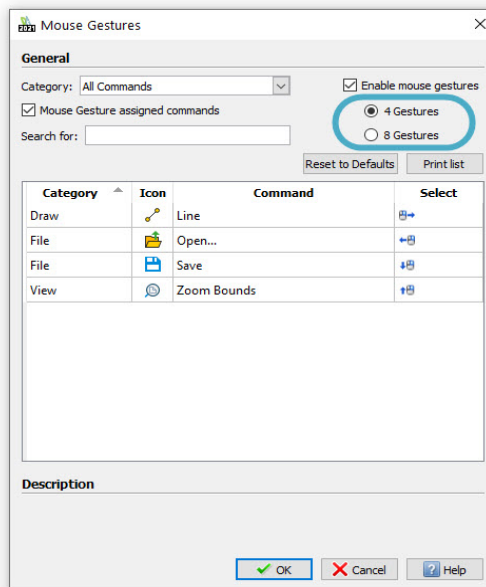 2021 Mouse Gestures
General
Category: All Commands Enable mouse gestures
Mouse Gesture assigned commands 4 Gestures
Search for: 8 Gestures
Reset to Defaults Print list
Category Icon Command Select
Draw Line
File Open...
File Save
View Zoom Bounds
Description
OK Cancel ? Help